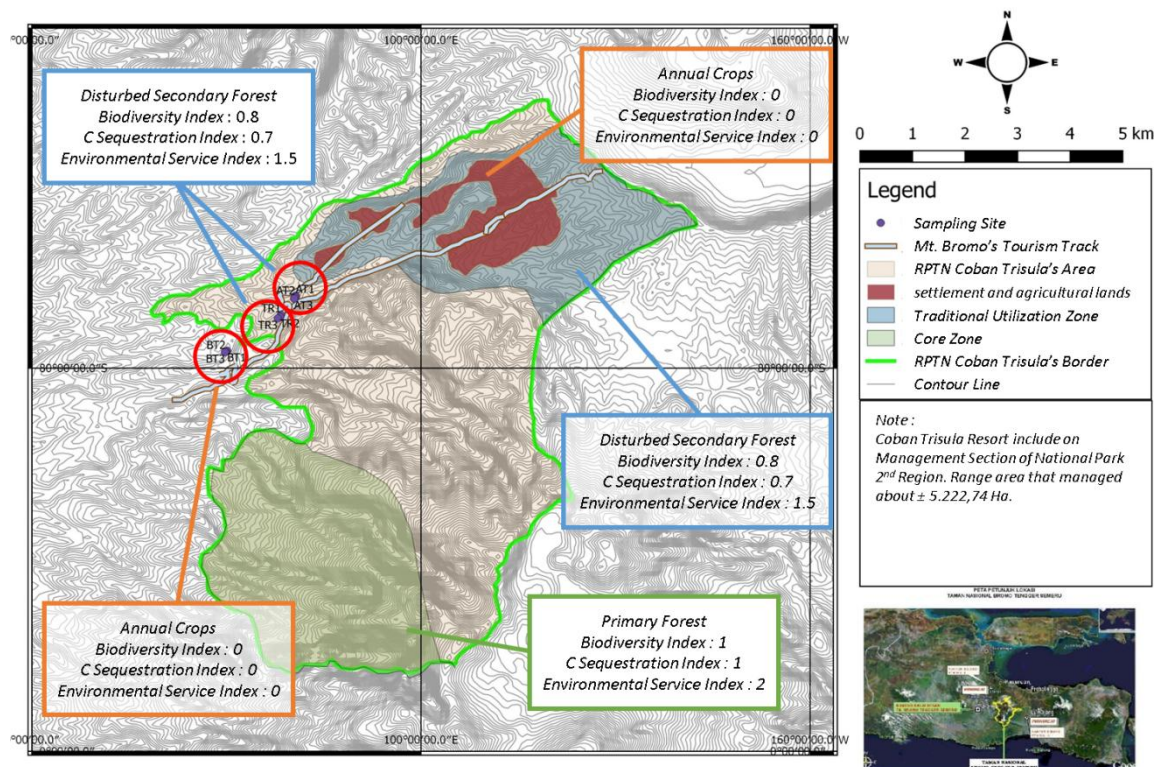 100°00'00.0"E
160°00'00.0"W
Disturbed Secondary Forest
Biodiversity Index : 0.8
C Sequestration Index : 0.7
Environmental Service Index : 1.5
Annual Crops
Biodiversity Index : 0
C Sequestration Index : 0
Environmental Service Index : 0
AT2
AT1
AT3
TR1
TR3
TR2
BT2
BT3
BT1
80°00'00.0"S
80°00'00.0"S
Disturbed Secondary Forest
Biodiversity Index : 0.8
C Sequestration Index : 0.7
Environmental Service Index : 1.5
Annual Crops
Biodiversity Index : 0
C Sequestration Index : 0
Environmental Service Index : 0
Primary Forest
Biodiversity Index : 1
C Sequestration Index : 1
Environmental Service Index : 2
100°00'00.0"E
160°00'00.0"W
N
W
E
S
0 1 2 3 4 5 km
Legend
Sampling Site
Mt. Bromo's Tourism Track
RPTN Coban Trisula's Area
settlement and agricultural lands
Traditional Utilization Zone
Core Zone
RPTN Coban Trisula's Border
Contour Line
Note :
Coban Trisula Resort include on
Management Section of National Park
2nd Region. Range area that managed
about ± 5.222,74 Ha.
PETA PETUNJUK LOKASI
TAMAN NASIONAL BROMO TENGGER SEMERU
TAMAN NASIONAL